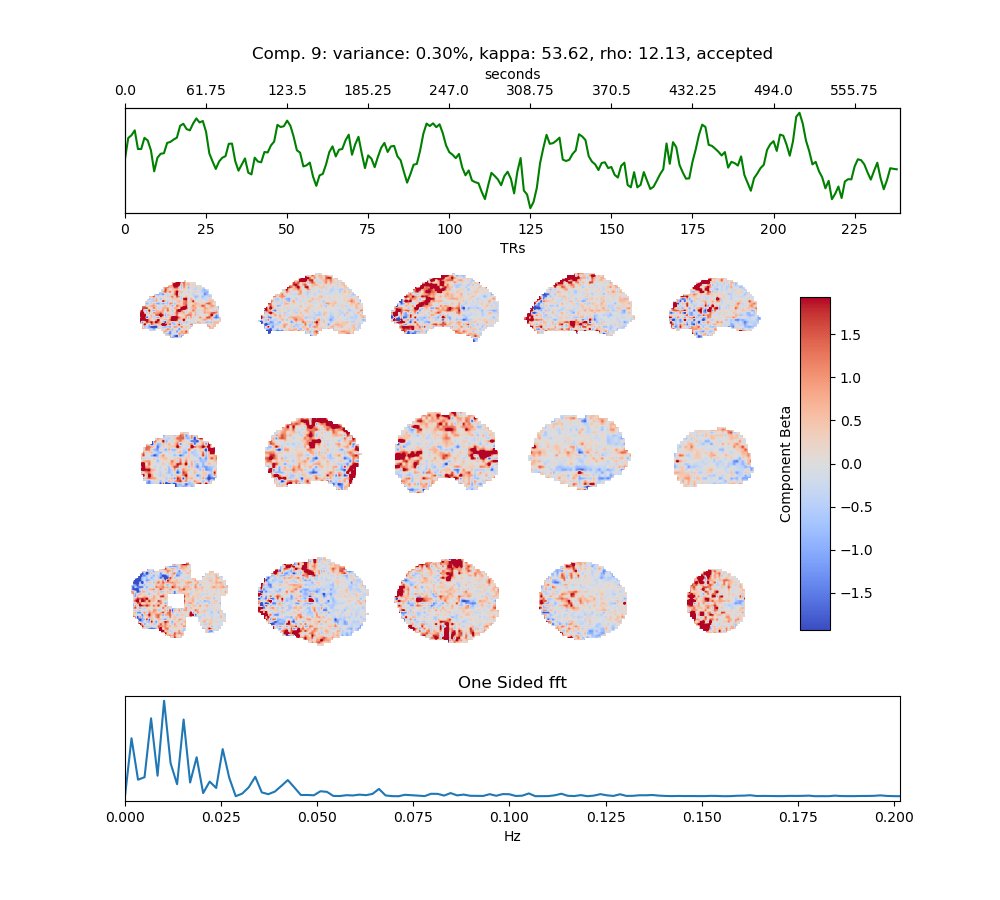 Comp. 9: variance: 0.30%, kappa: 53.62, rho: 12.13, accepted
seconds
0.0 61.75 123.5 185.25 247.0 308.75 370.5 432.25 494.0 555.75
0 25 50 75 100 125 150 175 200 225
TRs
1.5
1.0
0.5
0.0
−0.5
−1.0
−1.5
Component Beta
One Sided fft
0.000 0.025 0.050 0.075 0.100 0.125 0.150 0.175 0.200
Hz